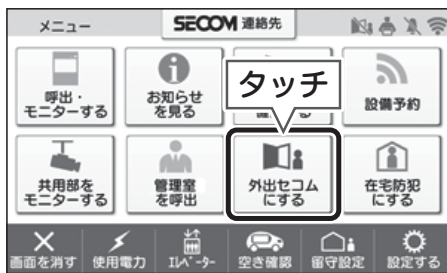 メニュー
SECOM 連絡先
呼出・
モニターする
お知らせ
を見る
タッチ
設備予約
共用部を
モニターする
管理室
を呼出
外出セコム
にする
在宅防犯
にする
画面を消す
使用電力
ｴﾚﾍﾞｰﾀｰ
空き確認
留守設定
設定する